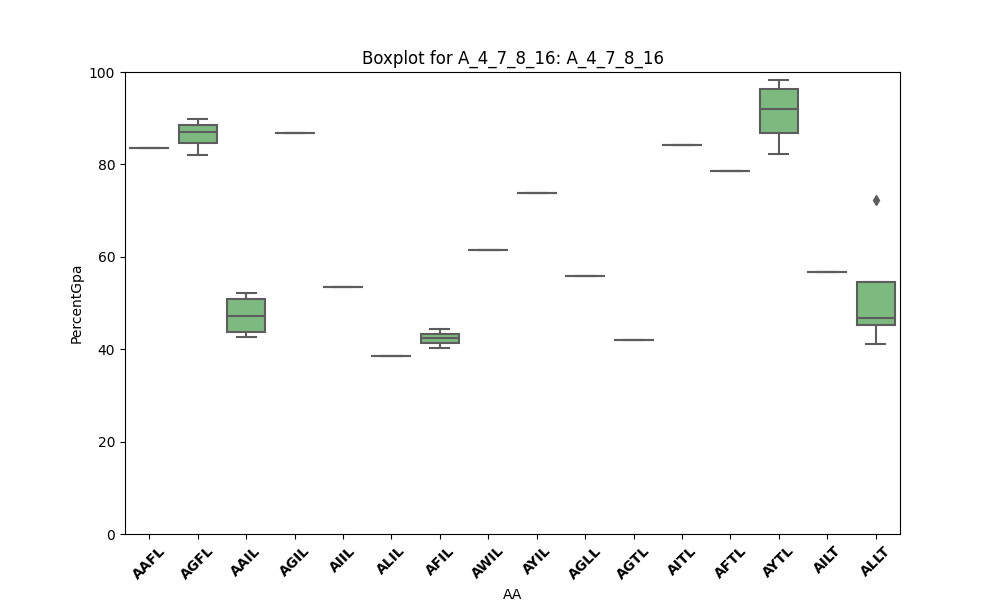 Boxplot for A_4_7_8_16: A_4_7_8_16
100
80
60
40
20
0
PercentGpa
AAFL AGFL AAIL AGIL AIIL ALIL AFIL AWIL AYIL AGLL AGTL AITL AFTL AYTL AILT ALLT
AA